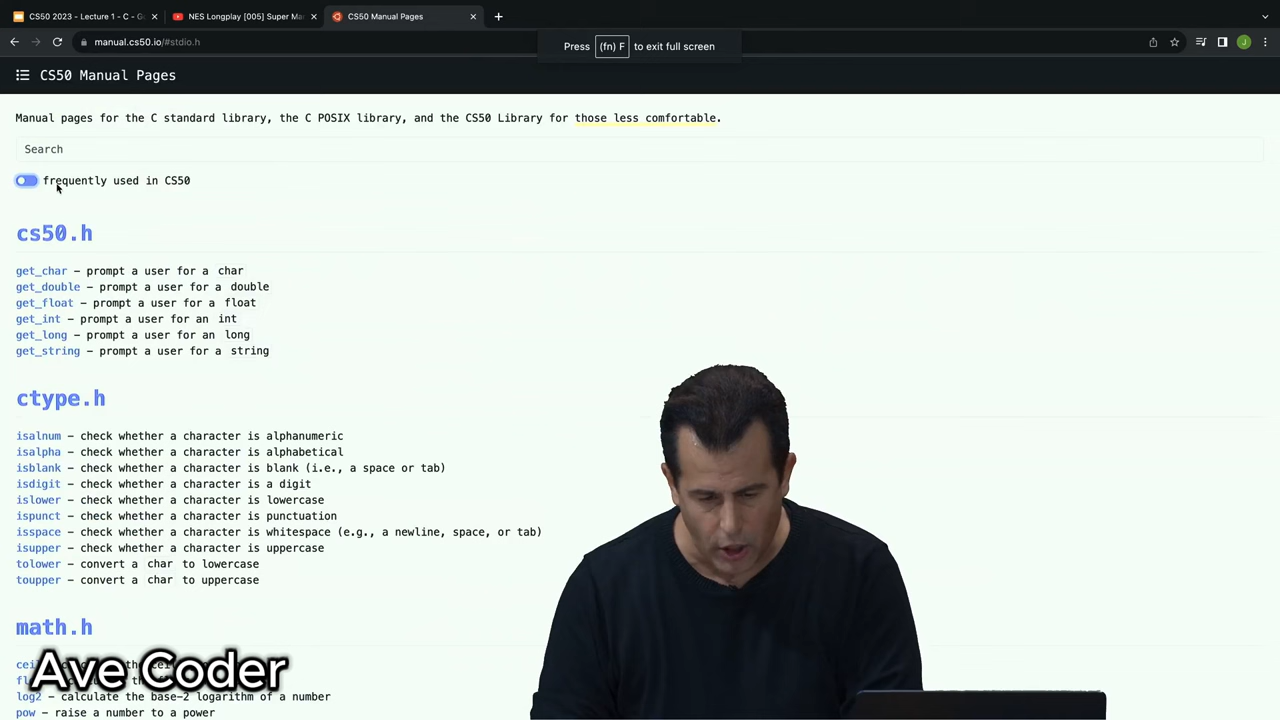 CS50 2023 - Lecture 1 - C - G
NES Longplay [005] Super Ma
CS50 Manual Pages
manual.cs50.io/#stdio.h
Press (fn) F to exit full screen
J
CS50 Manual Pages
Manual pages for the C standard library, the C POSIX library, and the CS50 Library for those less comfortable.
Search
frequently used in CS50
cs50.h
get_char – prompt a user for a char
get_double – prompt a user for a double
get_float – prompt a user for a float
get_int – prompt a user for an int
get_long – prompt a user for an long
get_string – prompt a user for a string
ctype.h
isalnum – check whether a character is alphanumeric
isalpha – check whether a character is alphabetical
isblank – check whether a character is blank (i.e., a space or tab)
isdigit – check whether a character is a digit
islower – check whether a character is lowercase
ispunct – check whether a character is punctuation
isspace – check whether a character is whitespace (e.g., a newline, space, or tab)
isupper – check whether a character is uppercase
tolower – convert a char to lowercase
toupper – convert a char to uppercase
math.h
Ave Coder
log2 – calculate the base-2 logarithm of a number
pow – raise a number to a power